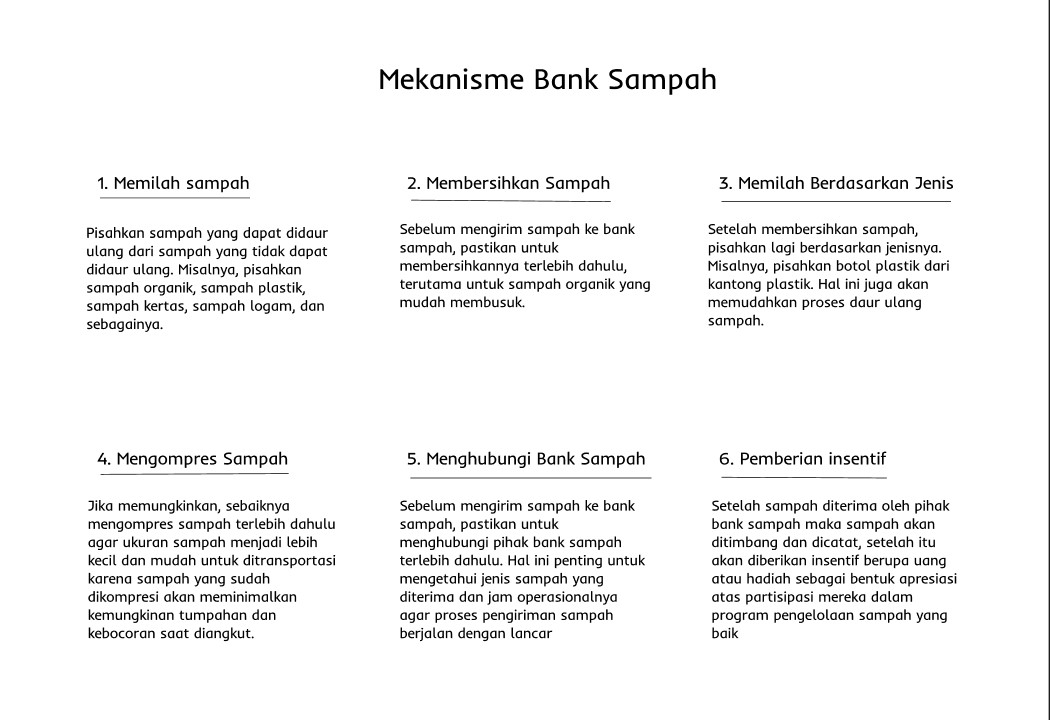 Mekanisme Bank Sampah
1. Memilah sampah
Pisahkan sampah yang dapat didaur
ulang dari sampah yang tidak dapat
didaur ulang. Misalnya, pisahkan
sampah organik, sampah plastik,
sampah kertas, sampah logam, dan
sebagainya.
2. Membersihkan Sampah
Sebelum mengirim sampah ke bank
sampah, pastikan untuk
membersihkannya terlebih dahulu,
terutama untuk sampah organik yang
mudah membusuk.
3. Memilah Berdasarkan Jenis
Setelah membersihkan sampah,
pisahkan lagi berdasarkan jenisnya.
Misalnya, pisahkan botol plastik dari
kantong plastik. Hal ini juga akan
memudahkan proses daur ulang
sampah.
4. Mengompres Sampah
Jika memungkinkan, sebaiknya
mengompres sampah terlebih dahulu
agar ukuran sampah menjadi lebih
kecil dan mudah untuk ditransportasi
karena sampah yang sudah
dikompresi akan meminimalkan
kemungkinan tumpahan dan
kebocoran saat diangkut.
5. Menghubungi Bank Sampah
Sebelum mengirim sampah ke bank
sampah, pastikan untuk
menghubungi pihak bank sampah
terlebih dahulu. Hal ini penting untuk
mengetahui jenis sampah yang
diterima dan jam operasionalnya
agar proses pengiriman sampah
berjalan dengan lancar
6. Pemberian insentif
Setelah sampah diterima oleh pihak
bank sampah maka sampah akan
ditimbang dan dicatat, setelah itu
akan diberikan insentif berupa uang
atau hadiah sebagai bentuk apresiasi
atas partisipasi mereka dalam
program pengelolaan sampah yang
baik